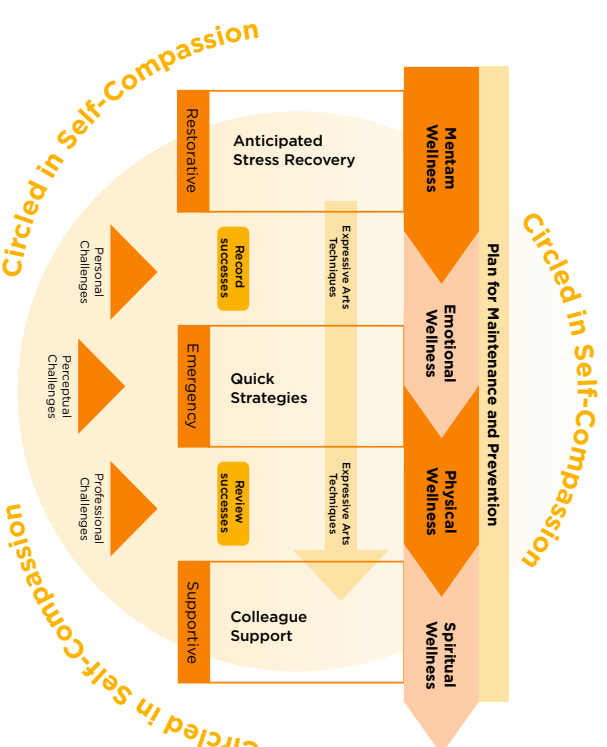 Circled in Self-Compassion
Circled in Self-Compassion
Circled in Self-Compassion
Plan for Maintenance and Prevention
Mentam
Wellness
Emotional
Wellness
Physical
Wellness
Spiritual
Wellness
Restorative
Anticipated
Stress Recovery
Expressive Arts
Techniques
Record
successes
Personal
Challenges
Emergency
Quick
Strategies
Perceptual
Challenges
Expressive Arts
Techniques
Review
successes
Professional
Challenges
Supportive
Colleague
Support